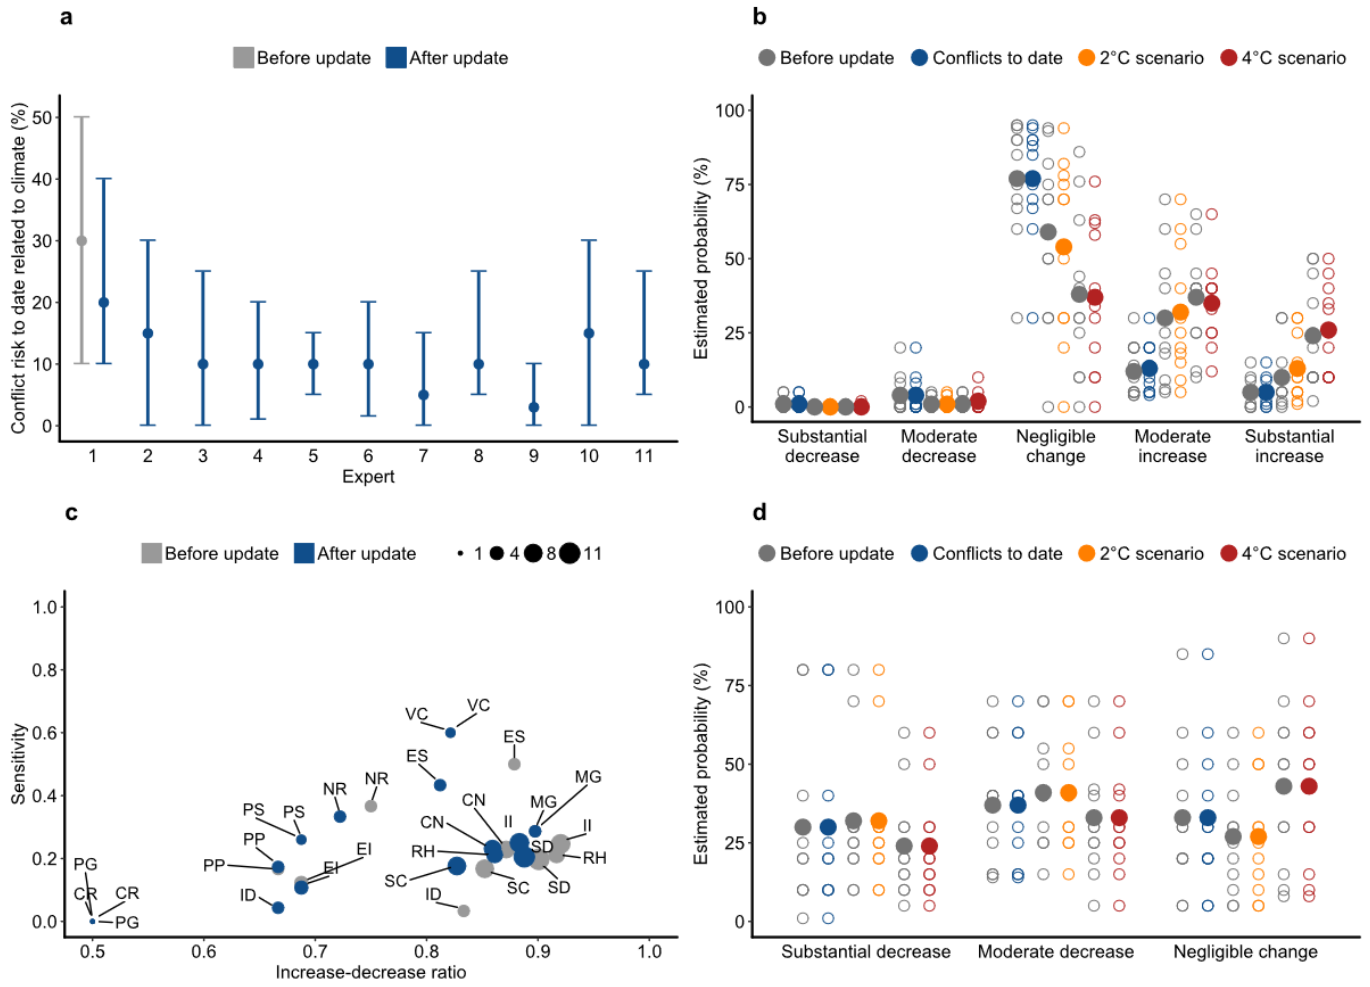 a
Before update After update
Conflict risk to date related to climate (%)
50
40
30
20
10
0
1 2 3 4 5 6 7 8 9 10 11
Expert
b
Before update Conflicts to date 2°C scenario 4°C scenario
Estimated probability (%)
100
75
50
25
0
Substantial decrease
Moderate decrease
Negligible change
Moderate increase
Substantial increase
c
Before update After update 1 4 8 11
Sensitivity
1.0
0.8
0.6
0.4
0.2
0.0
VC VC
ES
ES
MG
NR
NR
CN
MG
PS
PS
CN
II
II
PP
RH
SD
RH
PP
EI
EI
SC
SC
SD
PG
CR
CR
PG
ID
ID
0.5 0.6 0.7 0.8 0.9 1.0
Increase-decrease ratio
d
Before update Conflicts to date 2°C scenario 4°C scenario
Estimated probability (%)
100
75
50
25
0
Substantial decrease Moderate decrease Negligible change